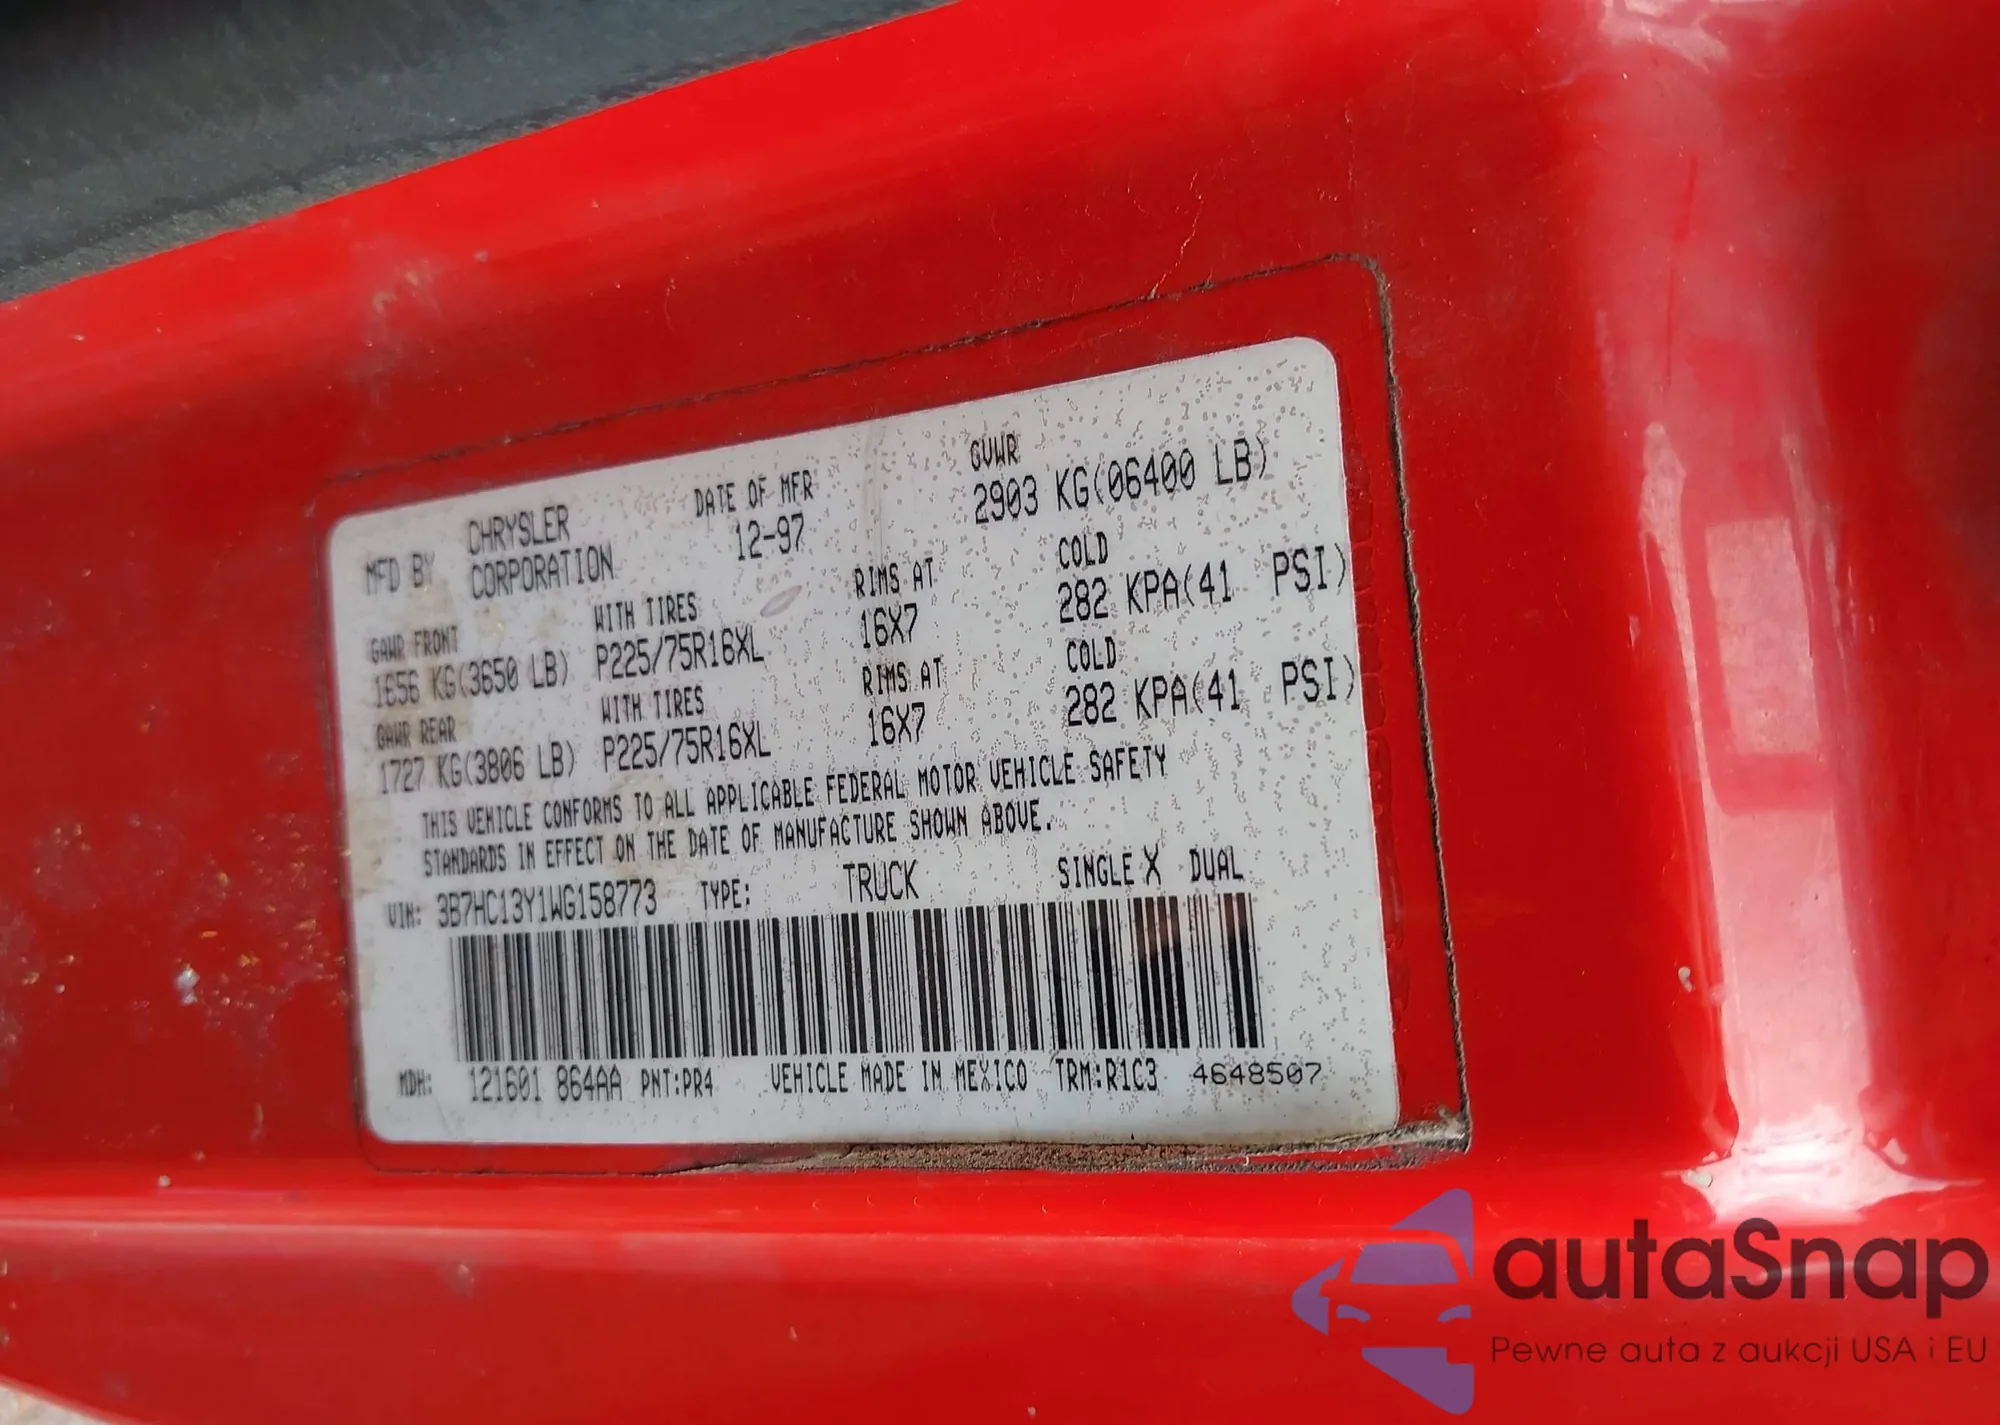 MFD BY CHRYSLER CORPORATION DATE OF MFR 12-97 GVWR 2903 KG(06400 LB)
GAWR FRONT WITH TIRES RIMS AT COLD
1656 KG(3650 LB) P225/75R16XL 16X7 282 KPA(41 PSI)
GAWR REAR WITH TIRES RIMS AT COLD
1727 KG(3806 LB) P225/75R16XL 16X7 282 KPA(41 PSI)
THIS VEHICLE CONFORMS TO ALL APPLICABLE FEDERAL MOTOR VEHICLE SAFETY
STANDARDS IN EFFECT ON THE DATE OF MANUFACTURE SHOWN ABOVE.
VIN: 3B7HC13Y1WG158773 TYPE: TRUCK SINGLE X DUAL
MDH: 121601 864AA PNT:PR4 VEHICLE MADE IN MEXICO TRM:R1C3 4648507
autaSnap
Pewne auta z aukcji USA i EU